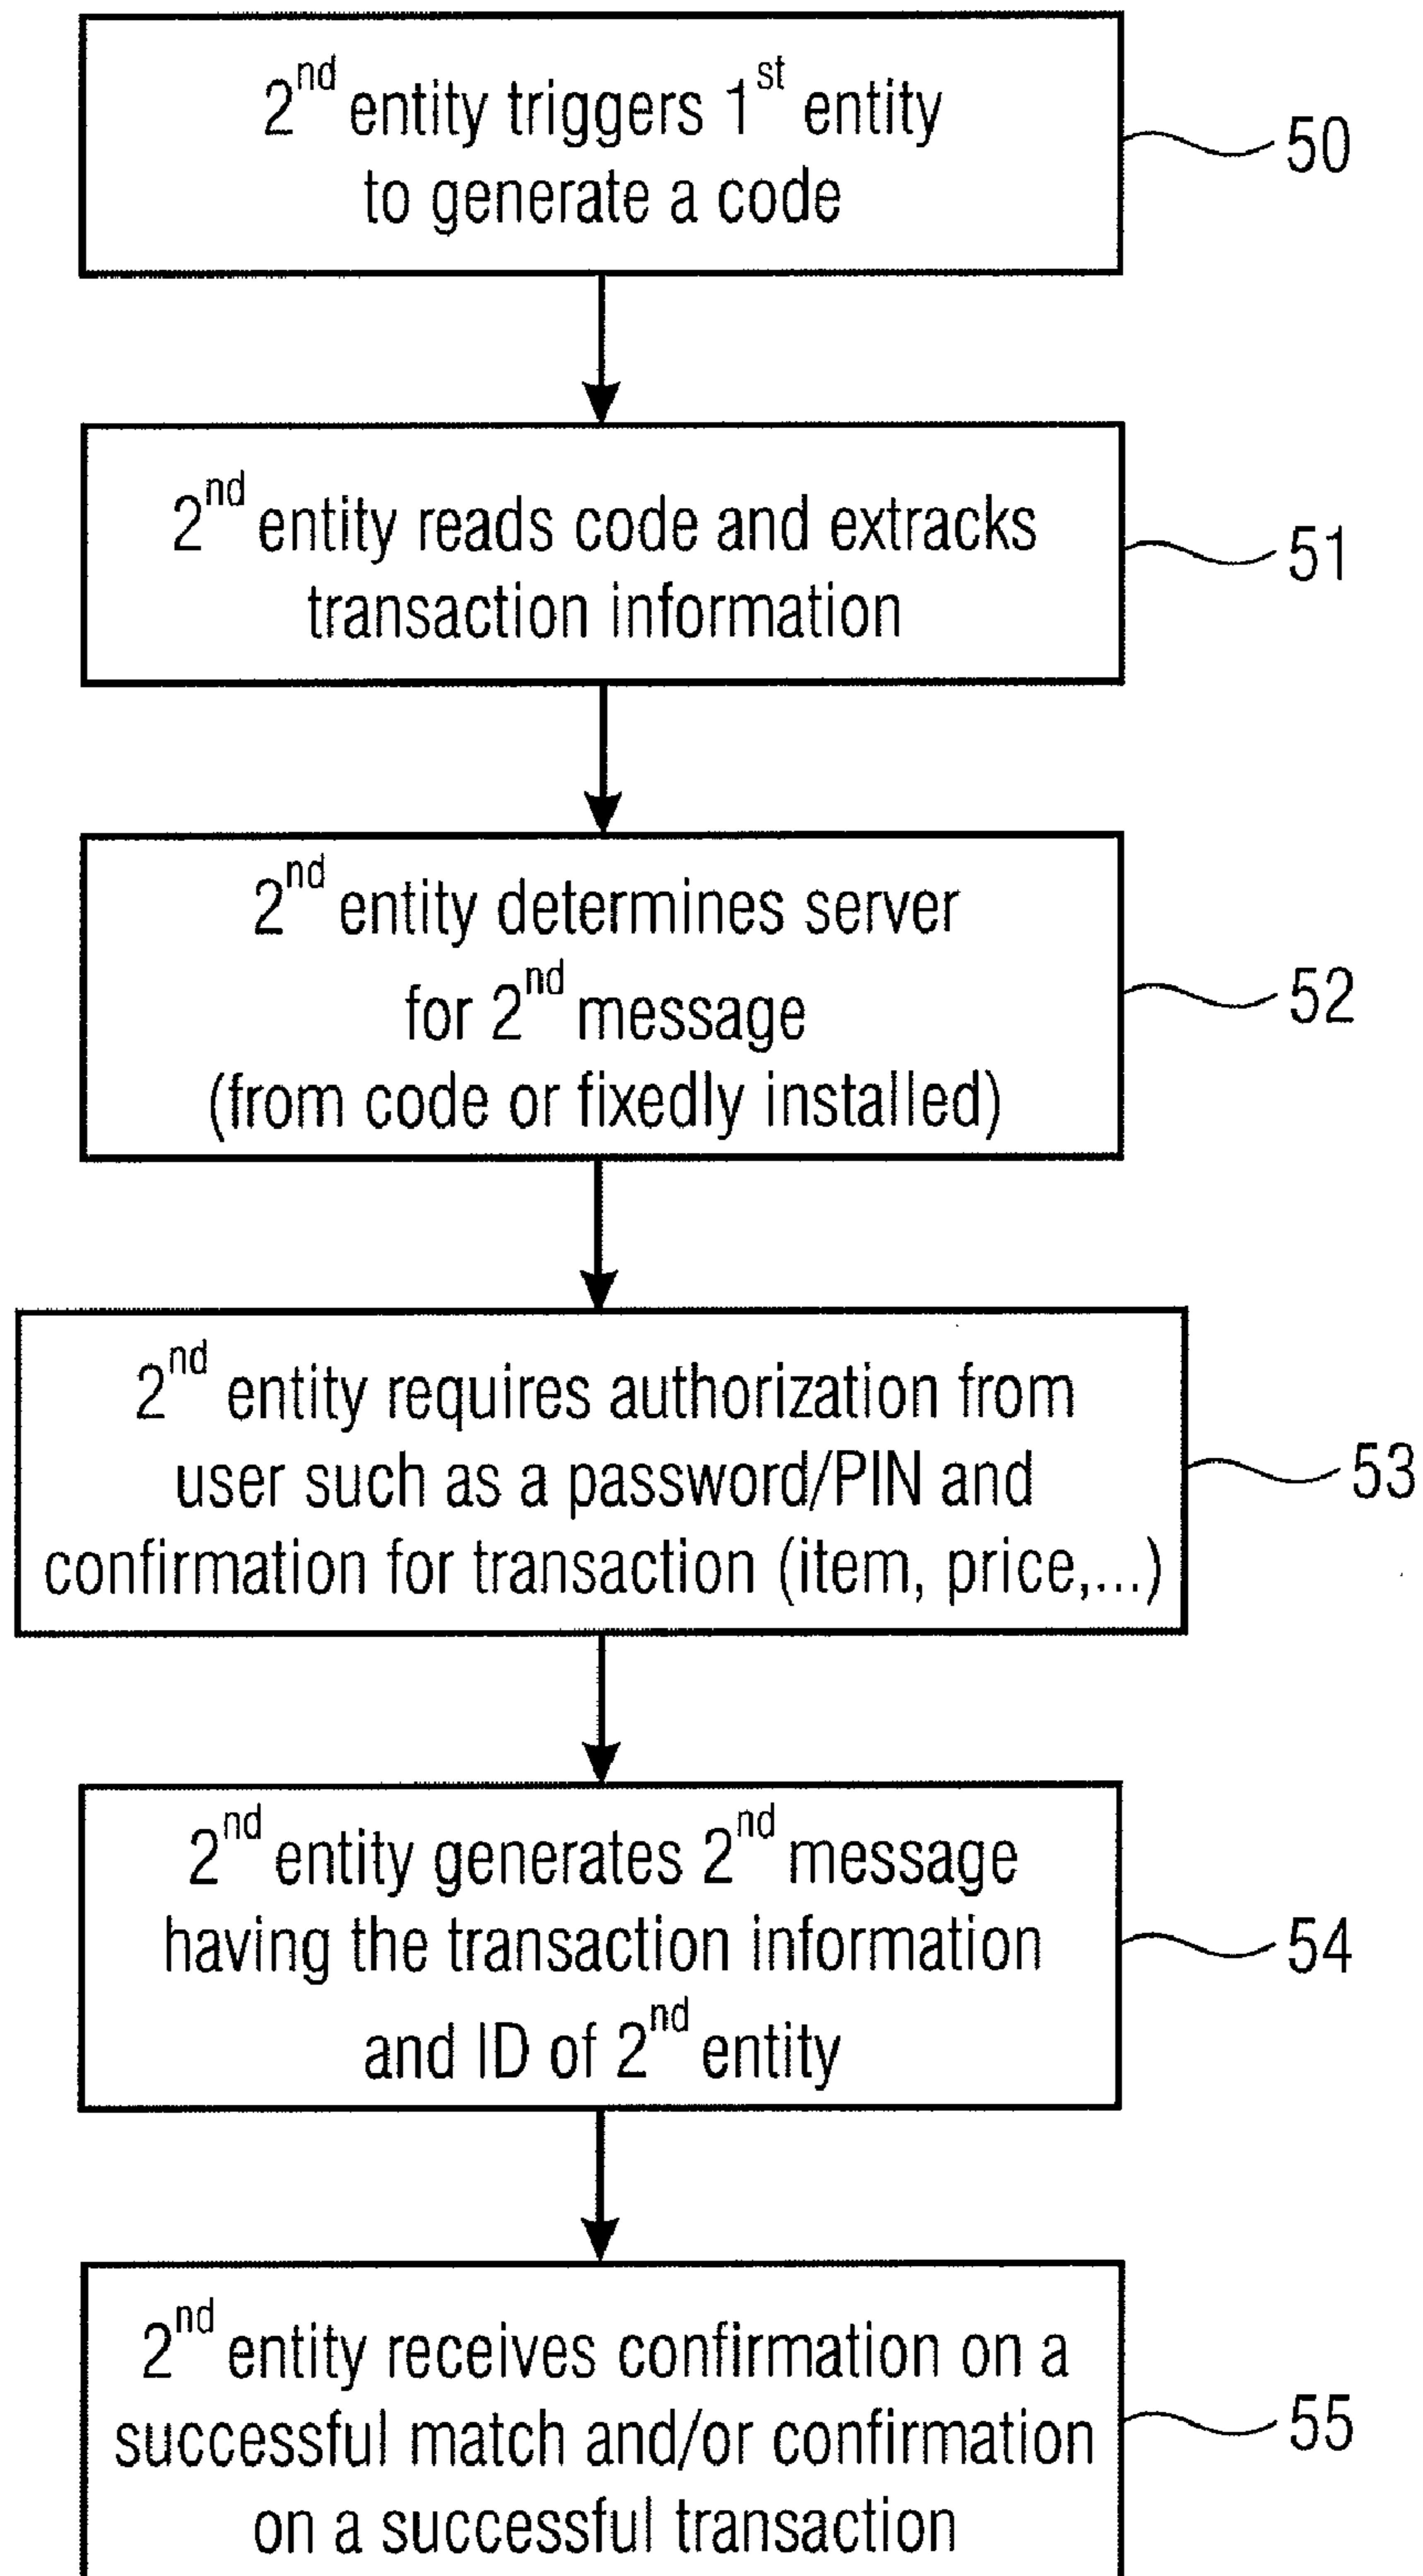 2nd entity triggers 1st entity
to generate a code
50
2nd entity reads code and extracks
transaction information
51
2nd entity determines server
for 2nd message
(from code or fixedly installed)
52
2nd entity requires authorization from
user such as a password/PIN and
confirmation for transaction (item, price,...)
53
2nd entity generates 2nd message
having the transaction information
and ID of 2nd entity
54
2nd entity receives confirmation on a
successful match and/or confirmation
on a successful transaction
55